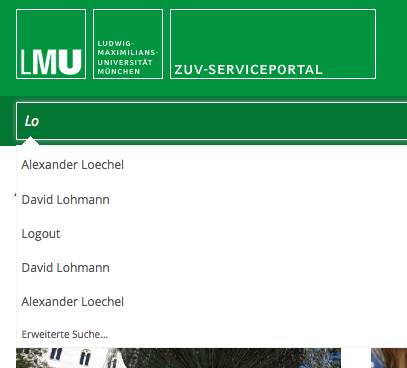 LMU
LUDWIG-
MAXIMILIANS-
UNIVERSITÄT
MÜNCHEN
ZUV-SERVICEPORTAL
Lo
Alexander Loechel
David Lohmann
Logout
David Lohmann
Alexander Loechel
Erweiterte Suche...